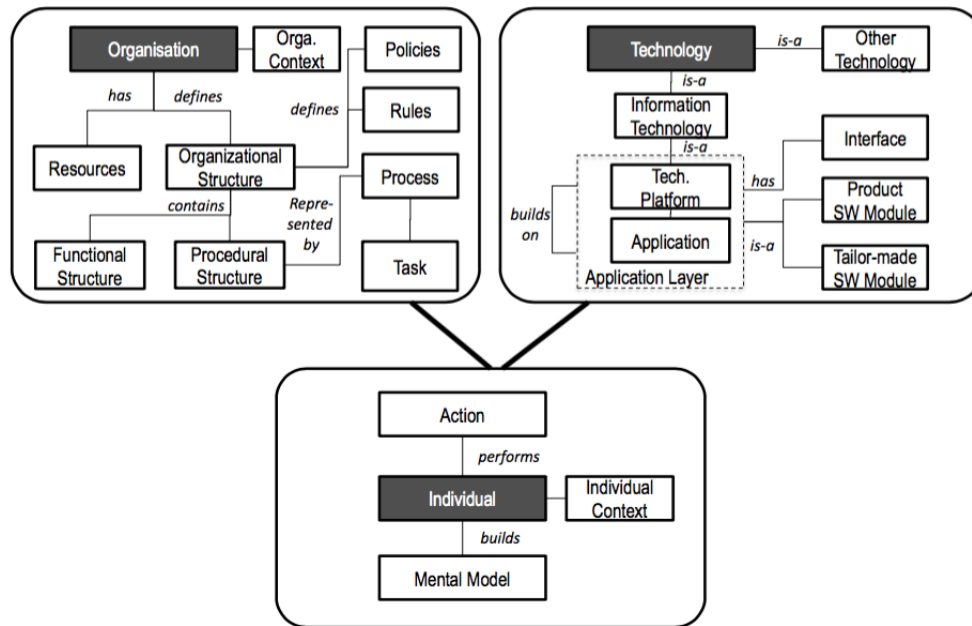 Organisation
Orga.
Context
Policies
has
defines
defines
Rules
Resources
Organizational
Structure
Process
contains
Repre-
sented
by
Functional
Structure
Procedural
Structure
Task
Technology
is-a
Other
Technology
is-a
Information
Technology
is-a
Interface
Tech.
Platform
has
builds
on
Product
SW Module
Application
is-a
Application Layer
Tailor-made
SW Module
Action
performs
Individual
Individual
Context
builds
Mental Model